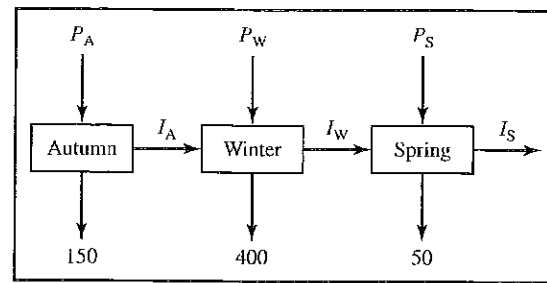 P_A P_W P_S
I_A I_W I_S
Autumn Winter Spring
150 400 50